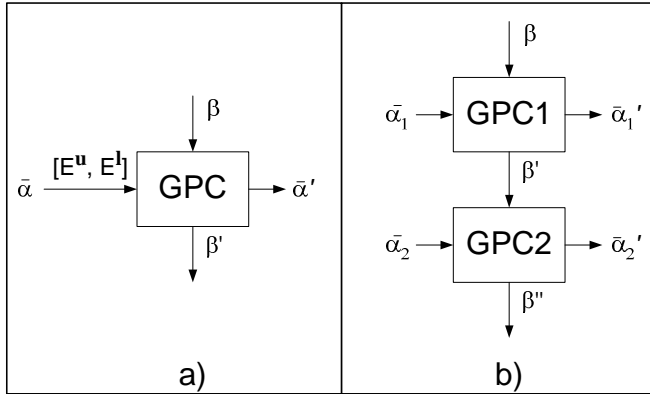 β
[Eᵘ, Eˡ]
ᾱ
GPC
ᾱ′
β'
a)
β
ᾱ₁
GPC1
ᾱ₁′
β'
ᾱ₂
GPC2
ᾱ₂′
β"
b)